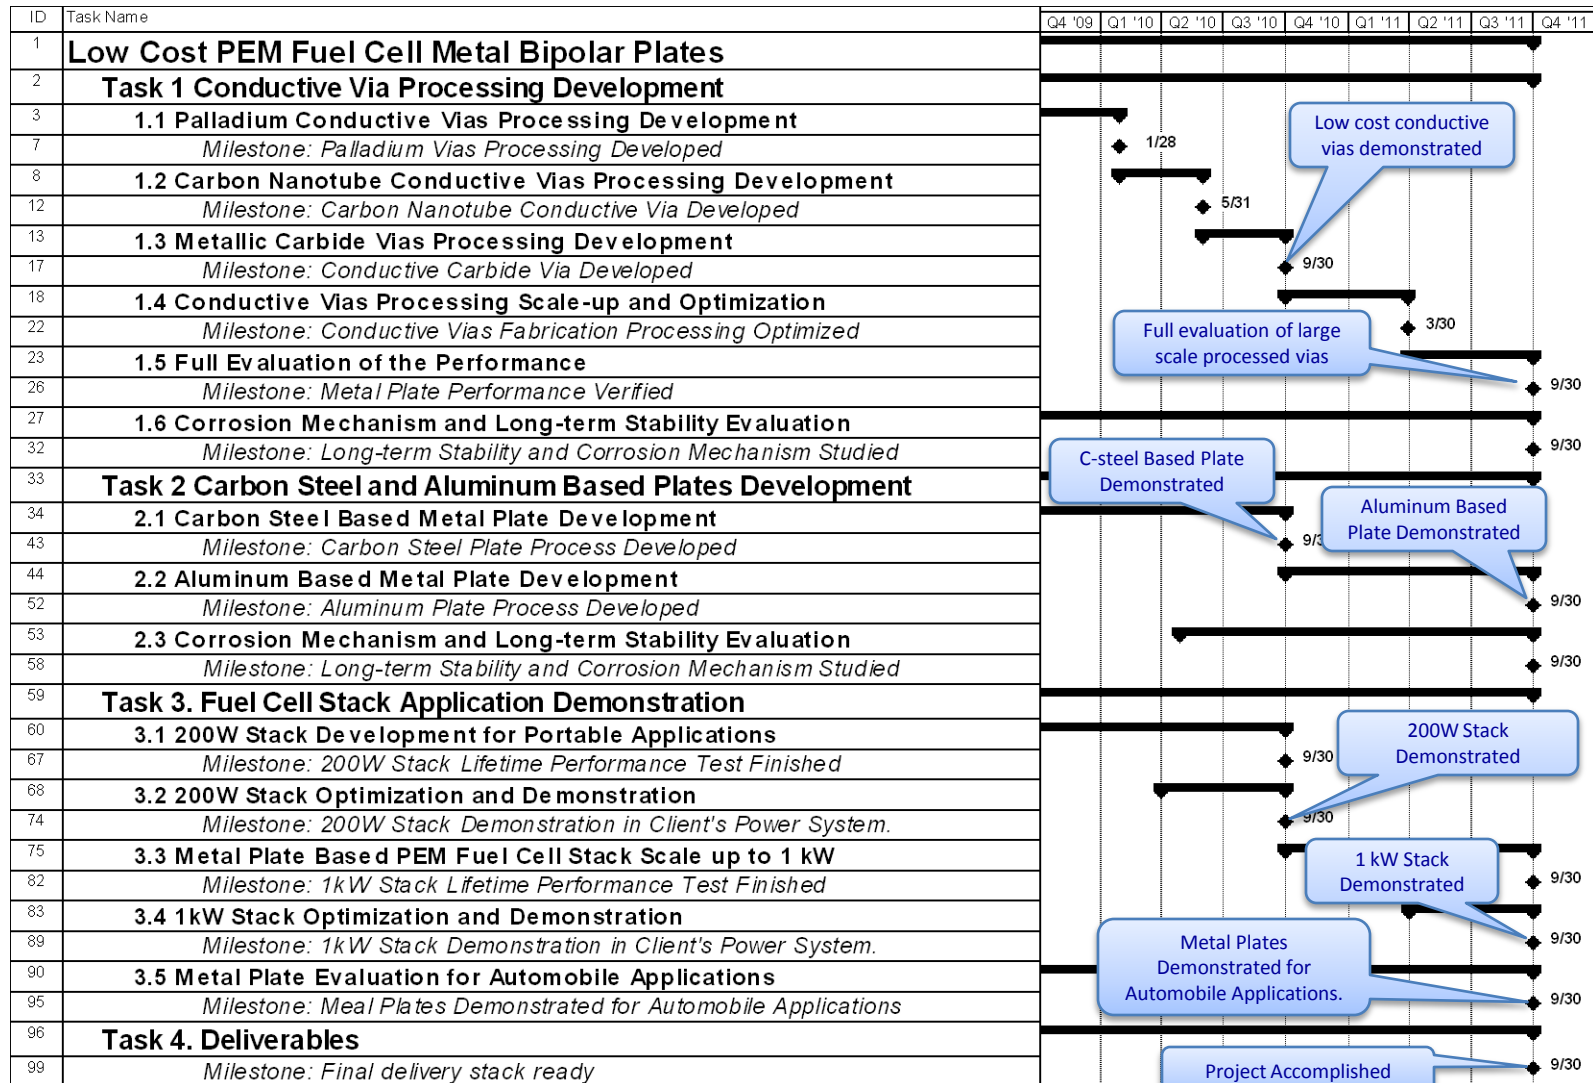 ID Task Name Q4 '09 Q1 '10 Q2 '10 Q3 '10 Q4 '10 Q1 '11 Q2 '11 Q3 '11 Q4 '11
1 Low Cost PEM Fuel Cell Metal Bipolar Plates
2 Task 1 Conductive Via Processing Development
3 1.1 Palladium Conductive Vias Processing Development
Low cost conductive
vias demonstrated
7 Milestone: Palladium Vias Processing Developed 1/28
8 1.2 Carbon Nanotube Conductive Vias Processing Development
12 Milestone: Carbon Nanotube Conductive Via Developed 5/31
13 1.3 Metallic Carbide Vias Processing Development
17 Milestone: Conductive Carbide Via Developed 9/30
18 1.4 Conductive Vias Processing Scale-up and Optimization
22 Milestone: Conductive Vias Fabrication Processing Optimized 3/30
Full evaluation of large
scale processed vias
23 1.5 Full Evaluation of the Performance
26 Milestone: Metal Plate Performance Verified 9/30
27 1.6 Corrosion Mechanism and Long-term Stability Evaluation
32 Milestone: Long-term Stability and Corrosion Mechanism Studied 9/30
C-steel Based Plate
Demonstrated
33 Task 2 Carbon Steel and Aluminum Based Plates Development
34 2.1 Carbon Steel Based Metal Plate Development
Aluminum Based
Plate Demonstrated
43 Milestone: Carbon Steel Plate Process Developed
44 2.2 Aluminum Based Metal Plate Development
52 Milestone: Aluminum Plate Process Developed 9/30
53 2.3 Corrosion Mechanism and Long-term Stability Evaluation
58 Milestone: Long-term Stability and Corrosion Mechanism Studied 9/30
59 Task 3. Fuel Cell Stack Application Demonstration
60 3.1 200W Stack Development for Portable Applications
200W Stack
Demonstrated
67 Milestone: 200W Stack Lifetime Performance Test Finished 9/30
68 3.2 200W Stack Optimization and Demonstration
74 Milestone: 200W Stack Demonstration in Client's Power System. 9/30
75 3.3 Metal Plate Based PEM Fuel Cell Stack Scale up to 1 kW
1 kW Stack
Demonstrated
82 Milestone: 1kW Stack Lifetime Performance Test Finished 9/30
83 3.4 1kW Stack Optimization and Demonstration
89 Milestone: 1kW Stack Demonstration in Client's Power System. 9/30
Metal Plates
Demonstrated for
Automobile Applications.
90 3.5 Metal Plate Evaluation for Automobile Applications
95 Milestone: Meal Plates Demonstrated for Automobile Applications 9/30
96 Task 4. Deliverables
99 Milestone: Final delivery stack ready 9/30
Project Accomplished